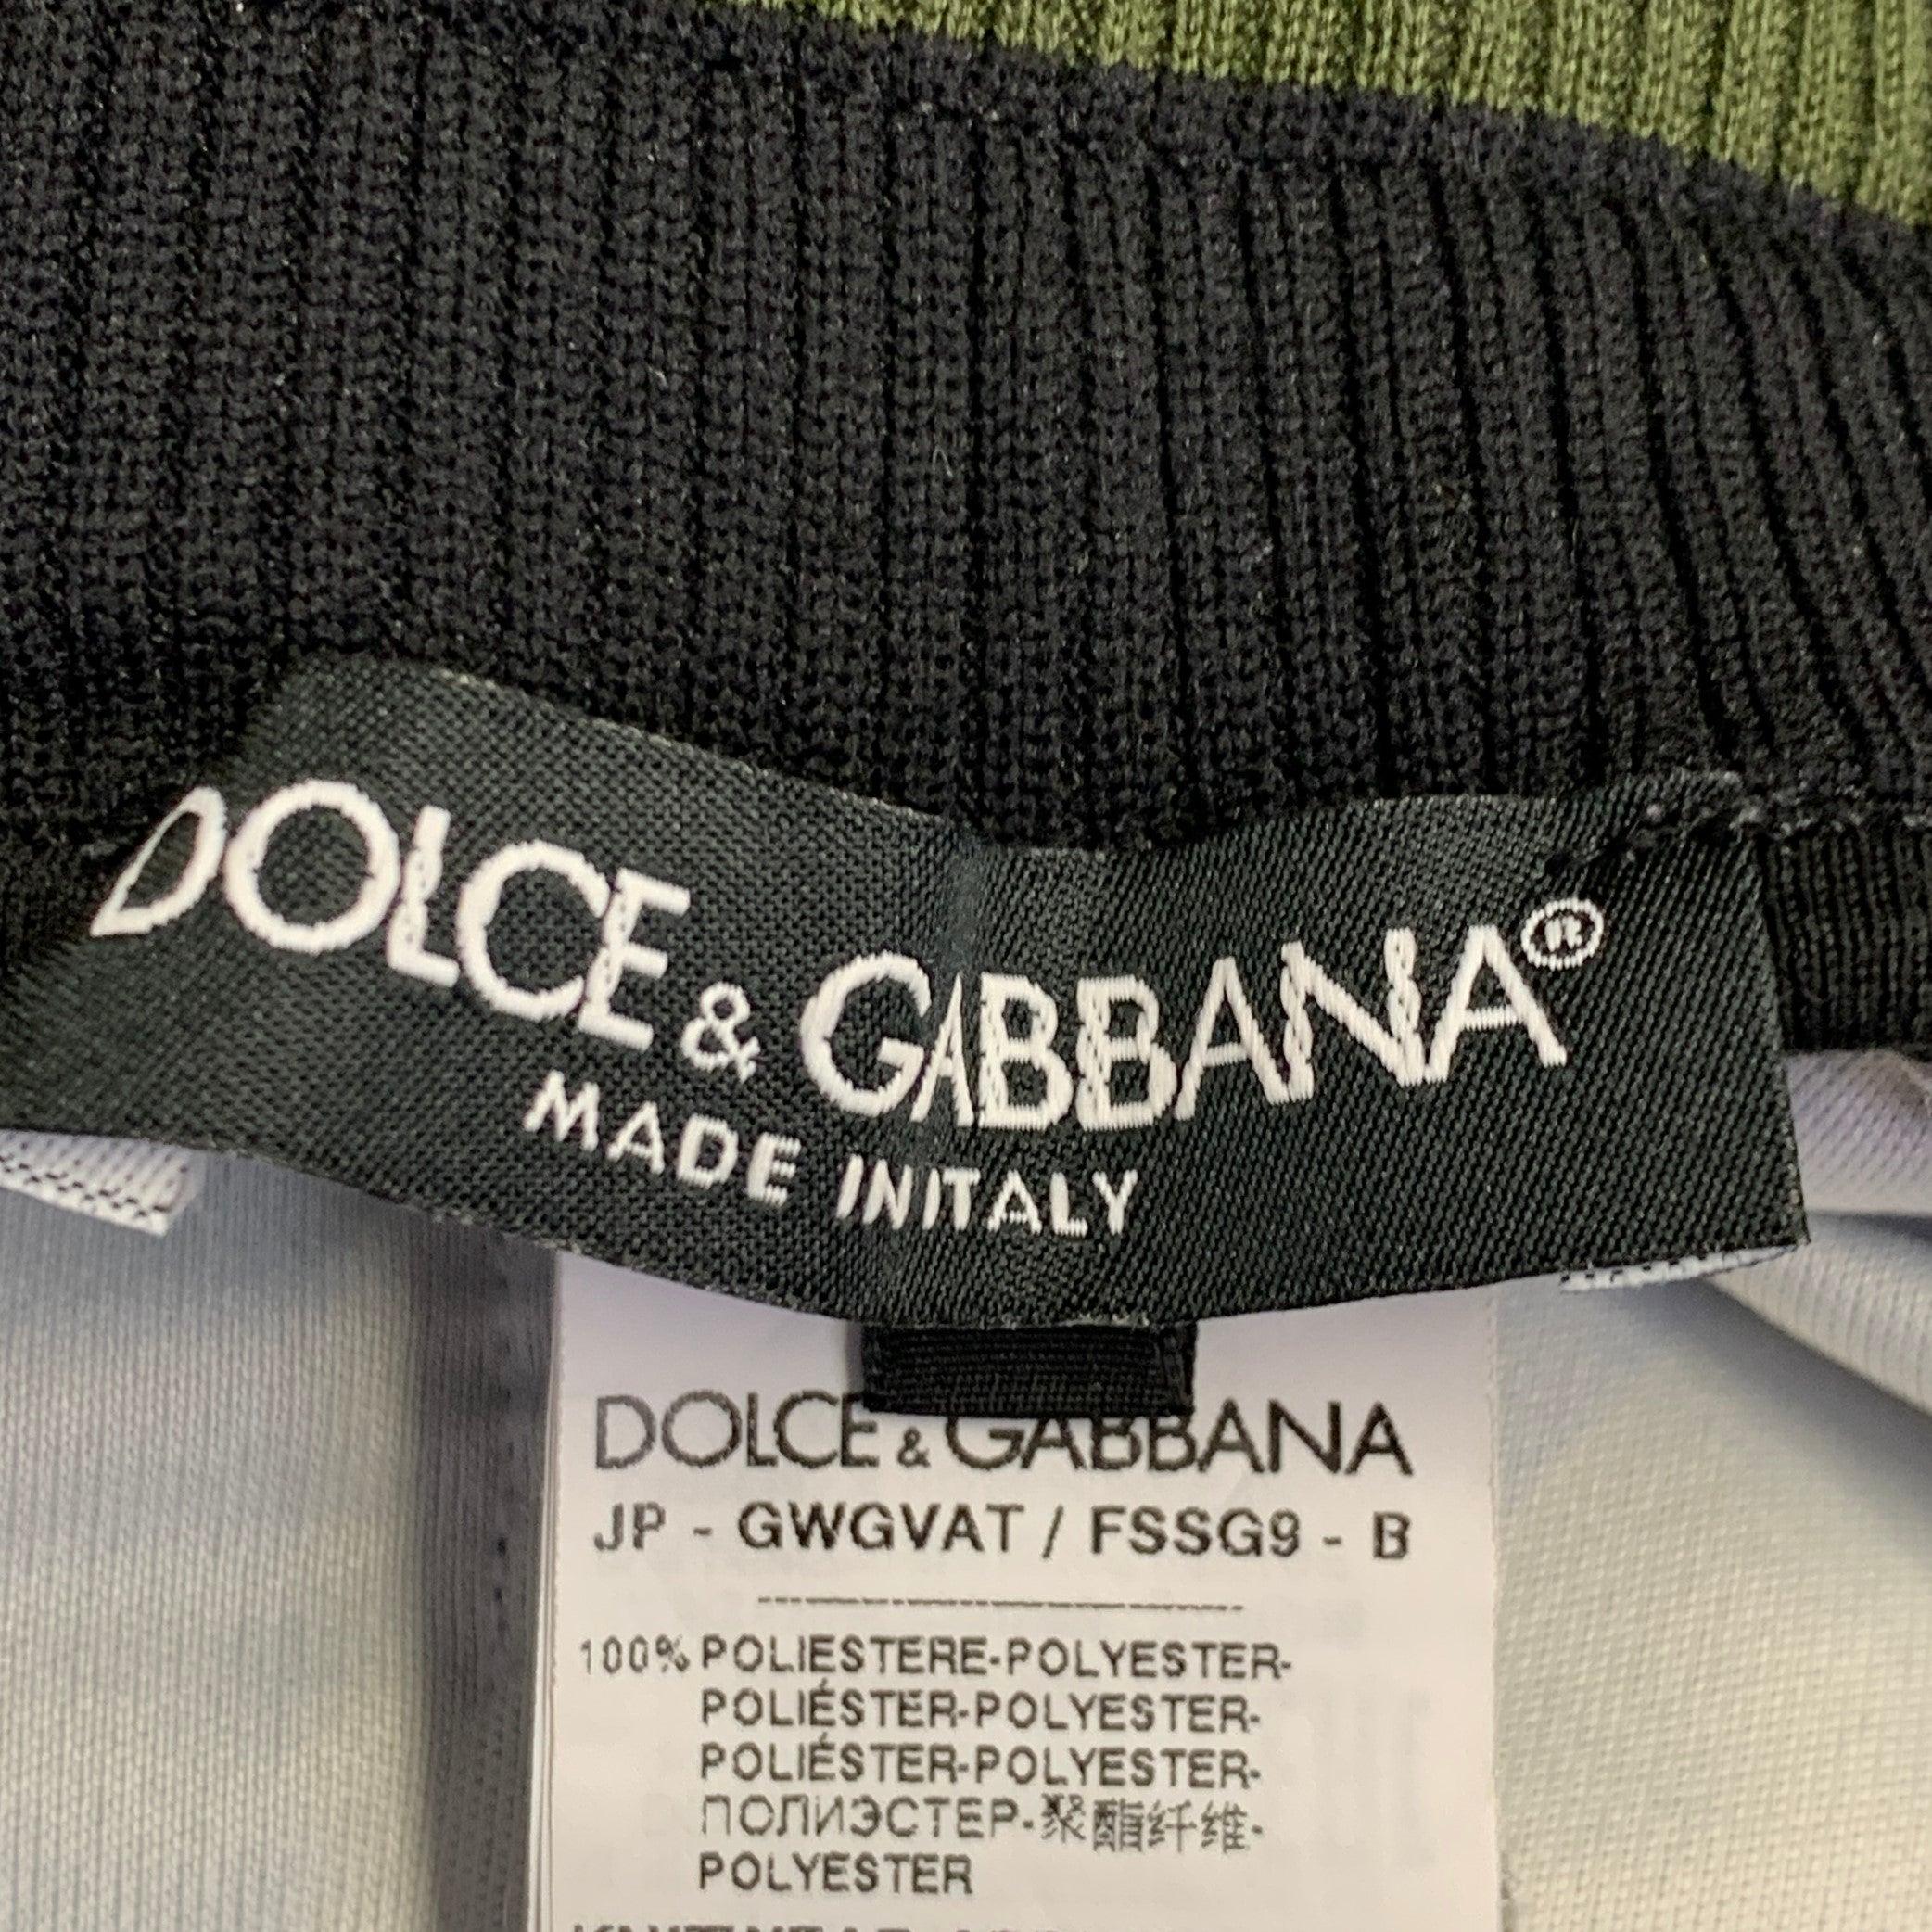 DOLCE & GABBANA®
MADE IN ITALY
DOLCE & GABBANA
JP - GWGVAT / FSSG9 - B
100% POLIESTERE-POLYESTER-
POLIÉSTER-POLYESTER-
POLIÉSTER-POLYESTER-
ПОЛИЭСТЕР-聚酯纤维-
POLYESTER